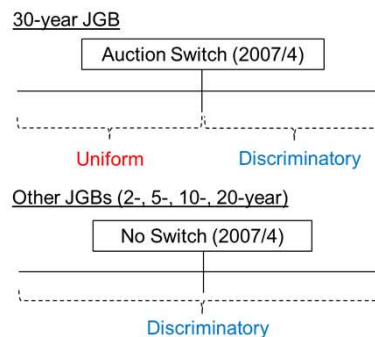 30-year JGB
Auction Switch (2007/4)
Uniform Discriminatory
Other JGBs (2-, 5-, 10-, 20-year)
No Switch (2007/4)
Discriminatory